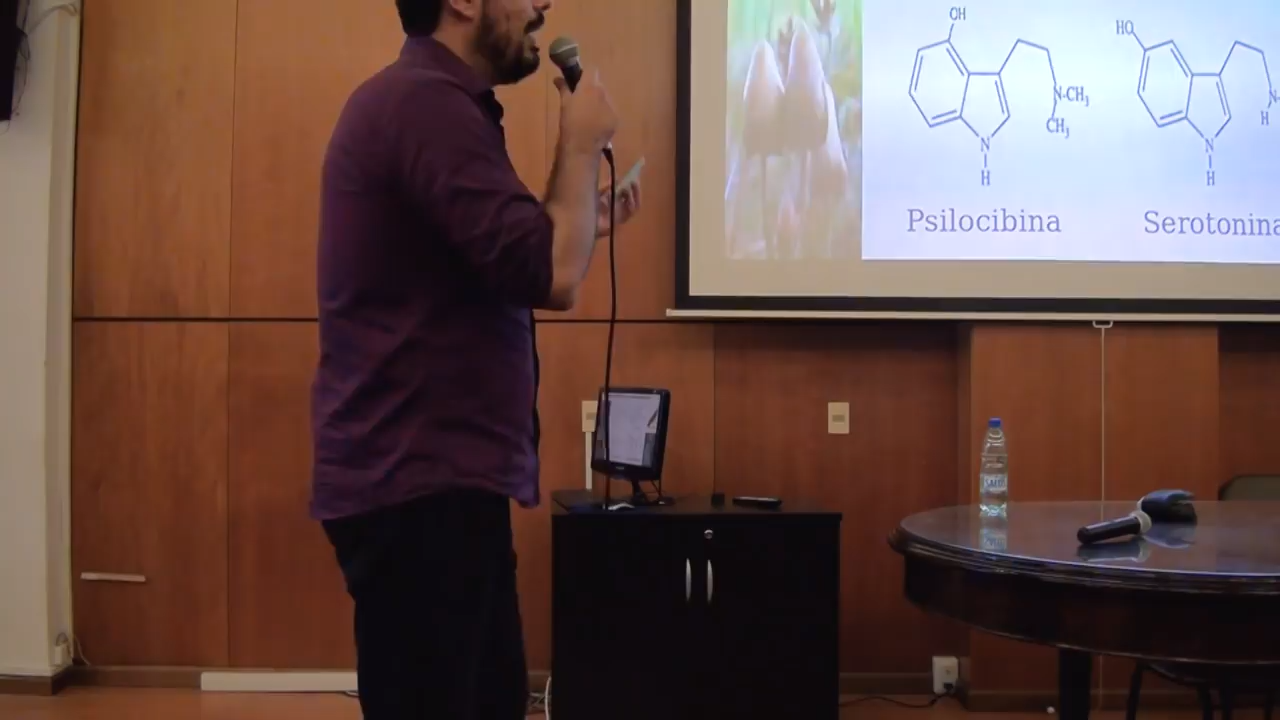 OH
N-CH3
CH3
N
H
Psilocibina
HO
N-
H
N
H
Serotonina